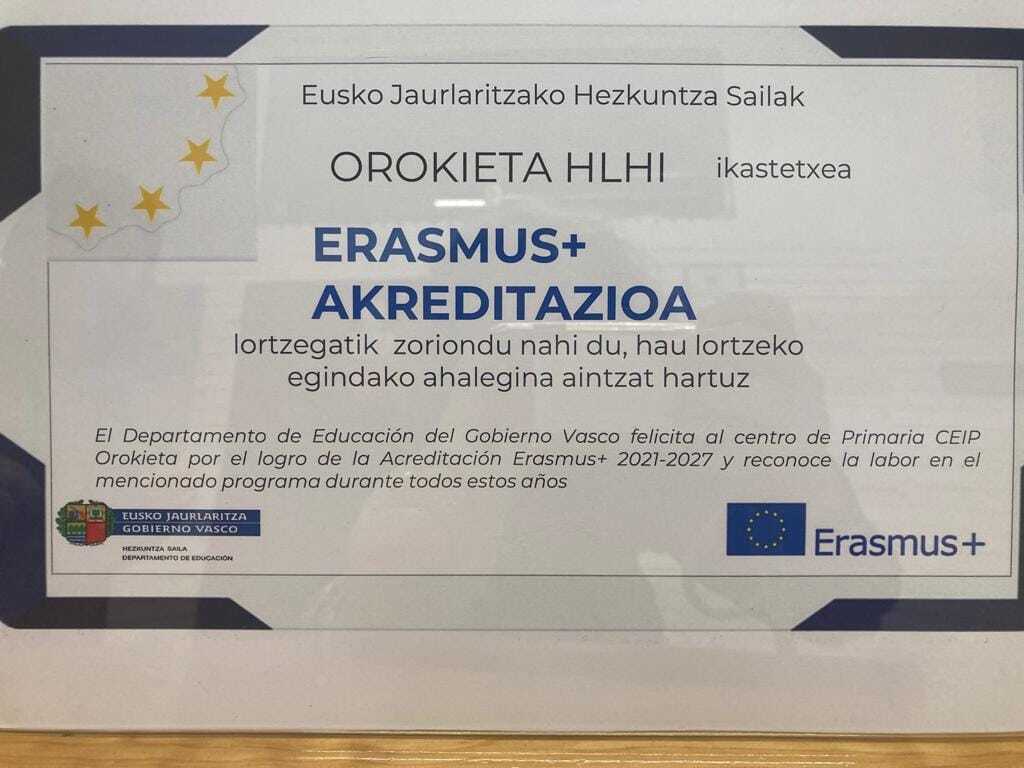 Eusko Jaurlaritzako Hezkuntza Sailak
OROKIETA HLHI ikastetxea
ERASMUS+
AKREDITAZIOA
lortzegatik zoriondu nahi du, hau lortzeko
egindako ahalegina aintzat hartuz
El Departamento de Educación del Gobierno Vasco felicita al centro de Primaria CEIP
Orokieta por el logro de la Acreditación Erasmus+ 2021-2027 y reconoce la labor en el
mencionado programa durante todos estos años
EUSKO JAURLARITZA
GOBIERNO VASCO
HEZKUNTZA SAILA
DEPARTAMENTO DE EDUCACIÓN
Erasmus+